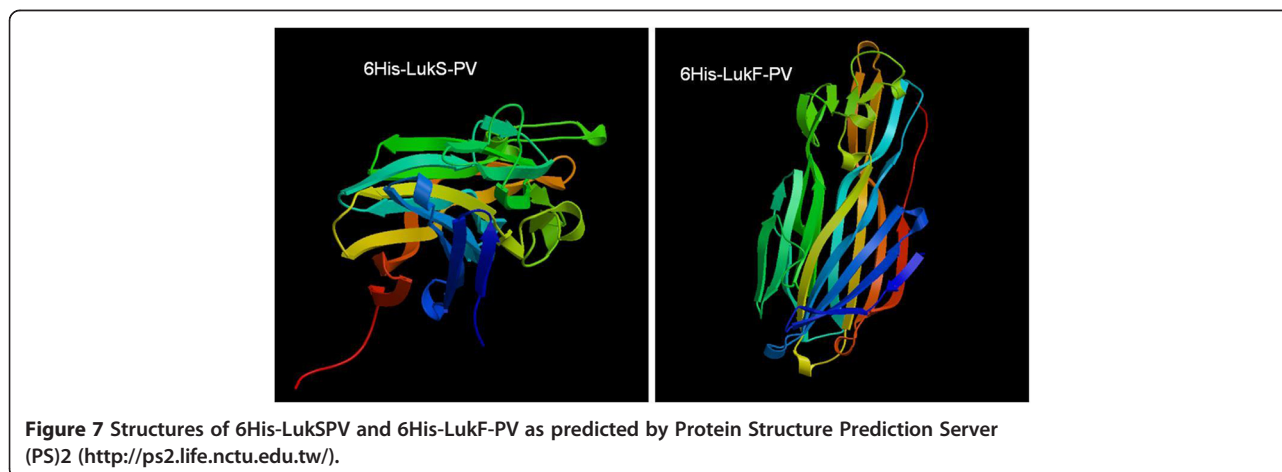 6His-LukS-PV
6His-LukF-PV
Figure 7 Structures of 6His-LukSPV and 6His-LukF-PV as predicted by Protein Structure Prediction Server
(PS)2 (http://ps2.life.nctu.edu.tw/).